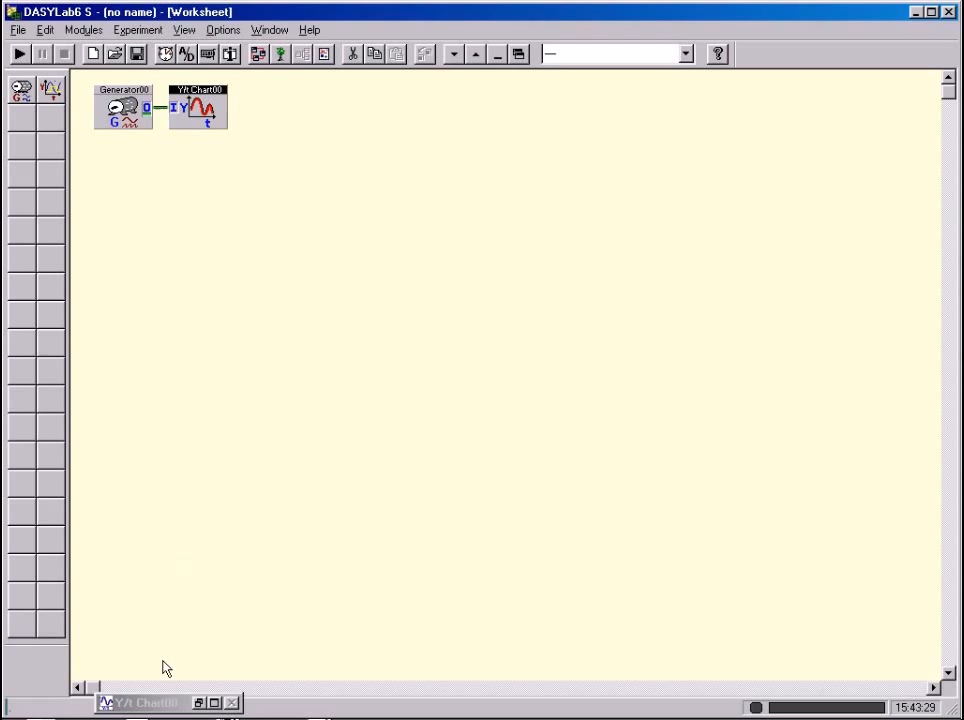 DASYLab6 S - (no name) - [Worksheet]
File Edit Modules Experiment View Options Window Help
A/D
Generator00 Y/t Chart00
O I Y
G t
Y/t Chart00
15:43:29